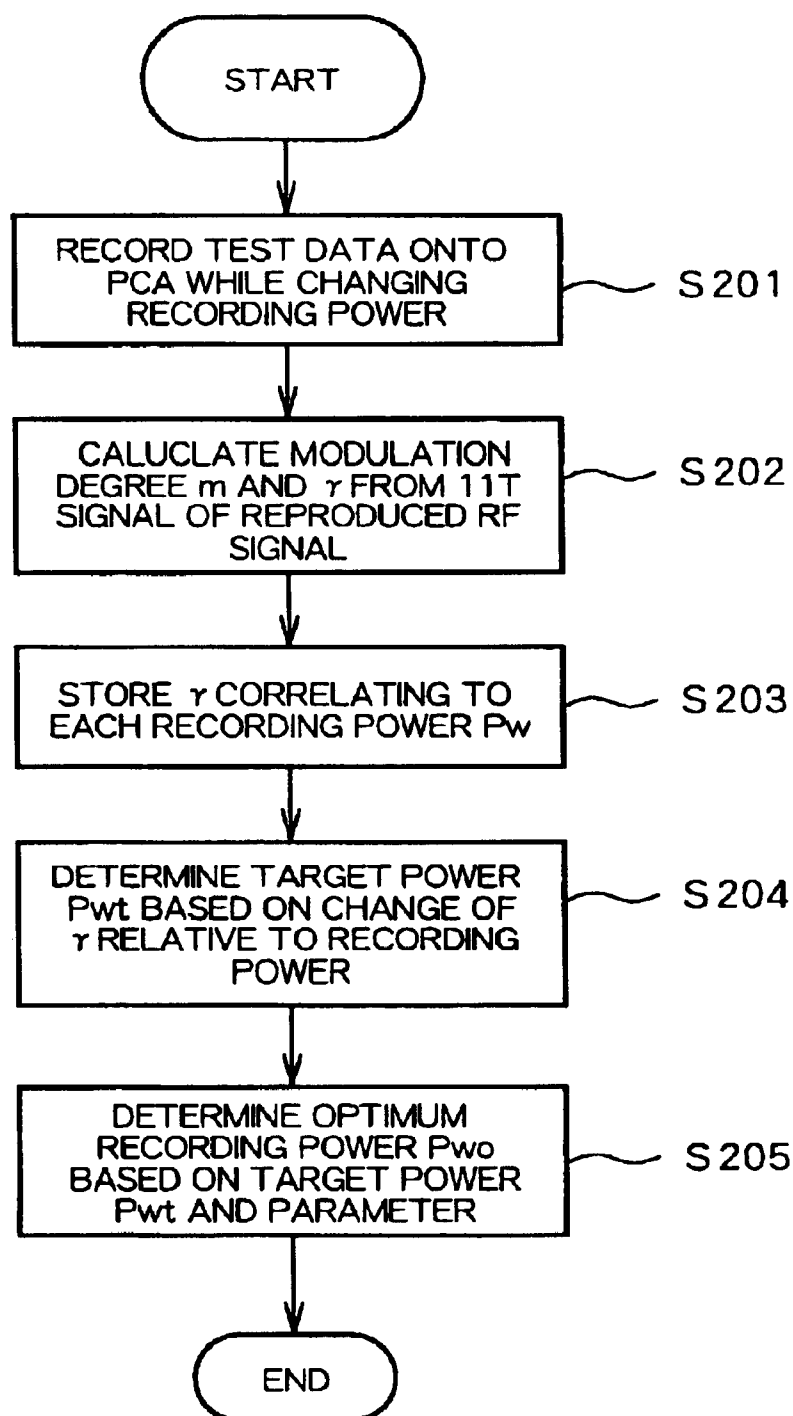 START
RECORD TEST DATA ONTO
PCA WHILE CHANGING
RECORDING POWER
S201
CALUCLATE MODULATION
DEGREE m AND γ FROM 11T
SIGNAL OF REPRODUCED RF
SIGNAL
S202
STORE γ CORRELATING TO
EACH RECORDING POWER Pw
S203
DETERMINE TARGET POWER
Pwt BASED ON CHANGE OF
γ RELATIVE TO RECORDING
POWER
S204
DETERMINE OPTIMUM
RECORDING POWER Pwo
BASED ON TARGET POWER
Pwt AND PARAMETER
S205
END